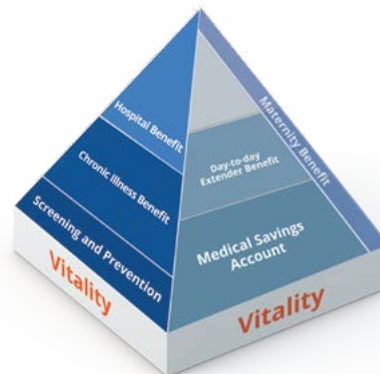 Hospital Benefit
Chronic Illness Benefit
Screening and Prevention
Vitality
Maternity Benefit
Day-to-day
Extender Benefit
Medical Savings
Account
Vitality